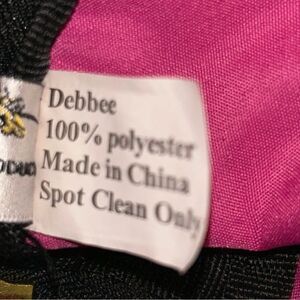 Debbee
100% polyester
Made in China
Spot Clean Only